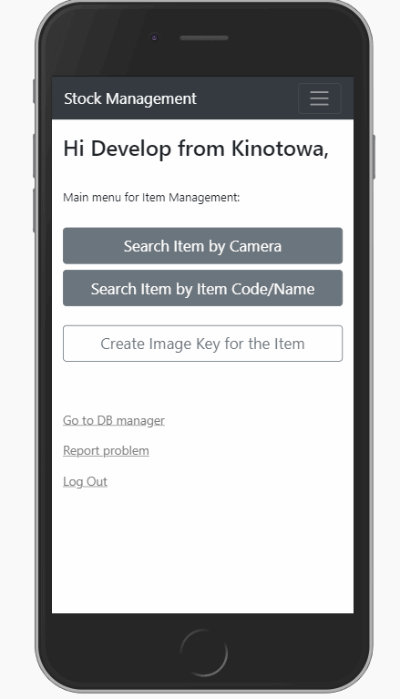 Stock Management
Hi Develop from Kinotowa,
Main menu for Item Management:
Search Item by Camera
Search Item by Item Code/Name
Create Image Key for the Item
Go to DB manager
Report problem
Log Out